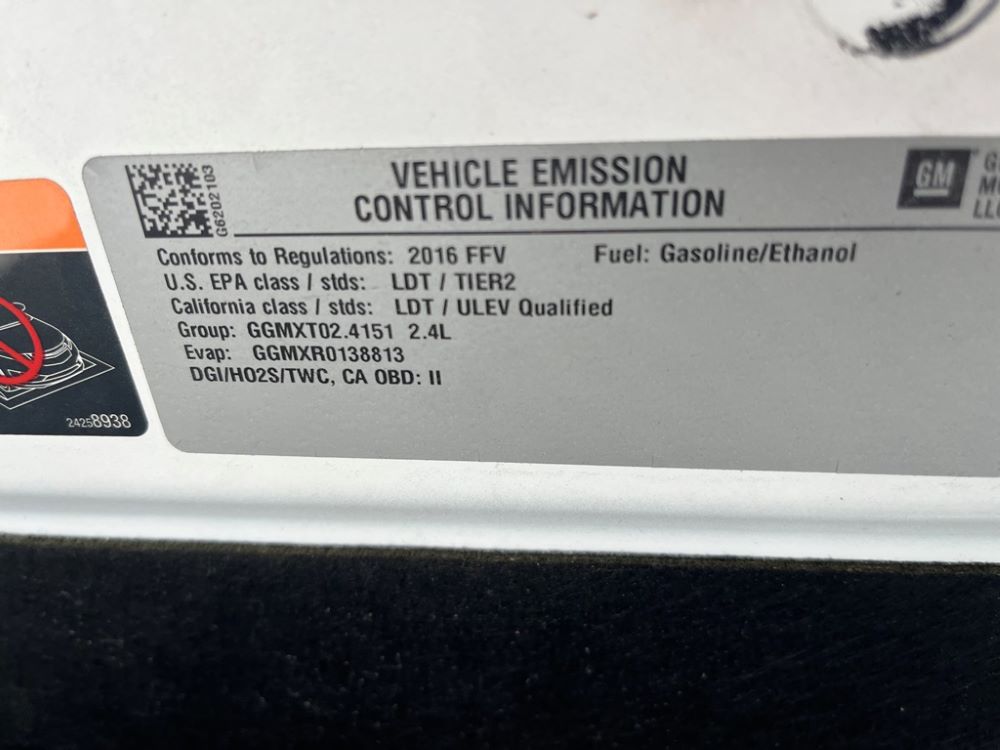 VEHICLE EMISSION
CONTROL INFORMATION
G6202103
GM
Conforms to Regulations: 2016 FFV Fuel: Gasoline/Ethanol
U.S. EPA class / stds: LDT / TIER2
California class / stds: LDT / ULEV Qualified
Group: GGMXT02.4151 2.4L
Evap: GGMXR0138813
DGI/HO2S/TWC, CA OBD: II
24258938